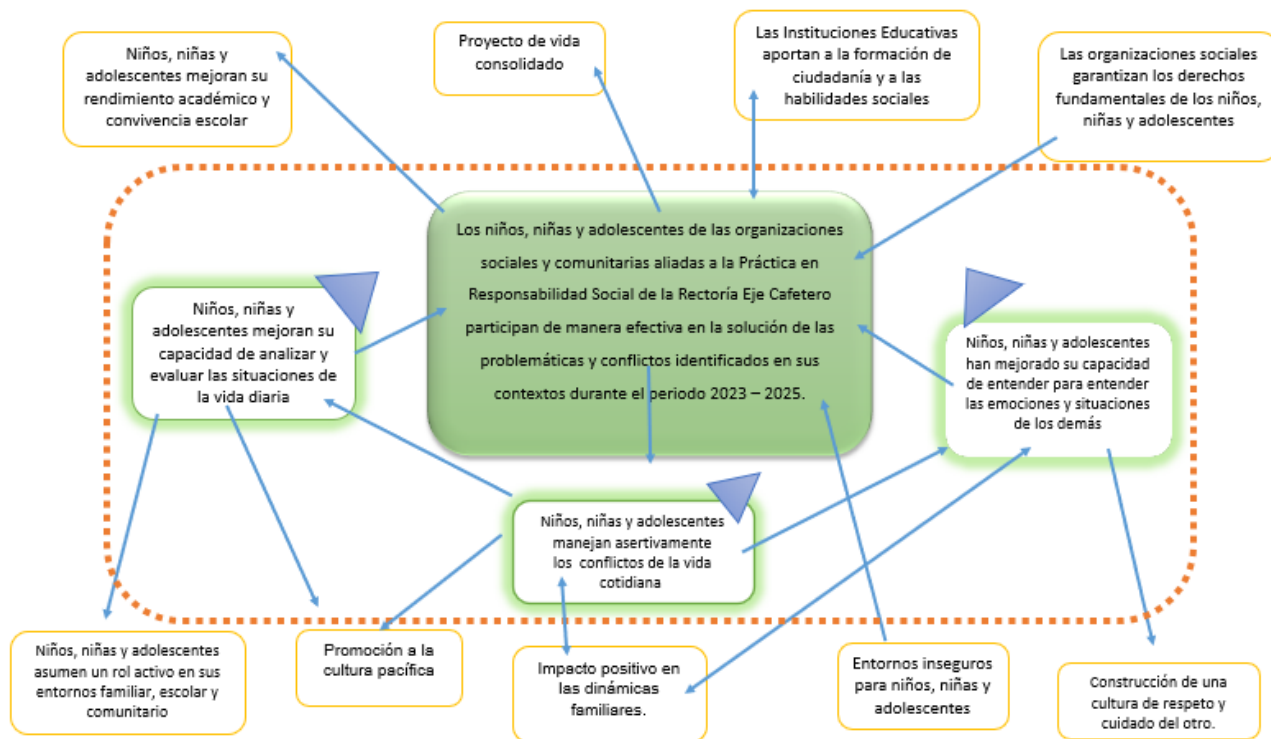 Niños, niñas y
adolescentes mejoran su
rendimiento académico y
convivencia escolar
Proyecto de vida
consolidado
Las Instituciones Educativas
aportan a la formación de
ciudadanía y a las
habilidades sociales
Las organizaciones sociales
garantizan los derechos
fundamentales de los niños,
niñas y adolescentes
Los niños, niñas y adolescentes de las organizaciones
sociales y comunitarias aliadas a la Práctica en
Responsabilidad Social de la Rectoría Eje Cafetero
participan de manera efectiva en la solución de las
problemáticas y conflictos identificados en sus
contextos durante el periodo 2023 – 2025.
Niños, niñas y
adolescentes mejoran su
capacidad de analizar y
evaluar las situaciones de
la vida diaria
Niños, niñas y adolescentes
han mejorado su capacidad
de entender para entender
las emociones y situaciones
de los demás
Niños, niñas y adolescentes
manejan asertivamente
los conflictos de la vida
cotidiana
Niños, niñas y adolescentes
asumen un rol activo en sus
entornos familiar, escolar y
comunitario
Promoción a la
cultura pacífica
Impacto positivo en
las dinámicas
familiares.
Entornos inseguros
para niños, niñas y
adolescentes
Construcción de una
cultura de respeto y
cuidado del otro.